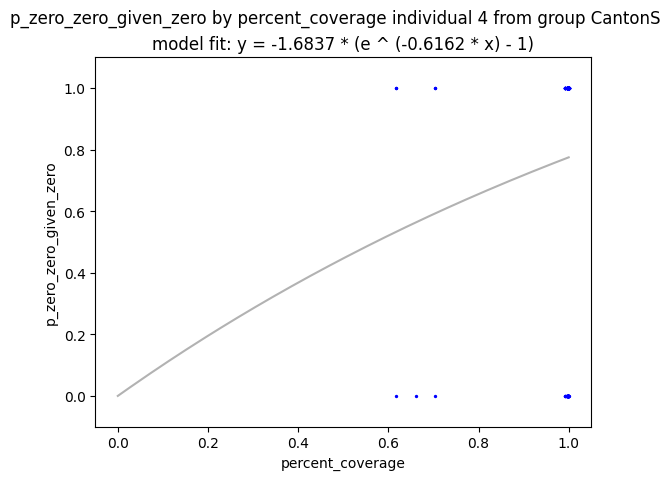 p_zero_zero_given_zero by percent_coverage individual 4 from group CantonS
model fit: y = -1.6837 * (e ^ (-0.6162 * x) - 1)
1.0
0.8
0.6
0.4
0.2
0.0
p_zero_zero_given_zero
0.0 0.2 0.4 0.6 0.8 1.0
percent_coverage